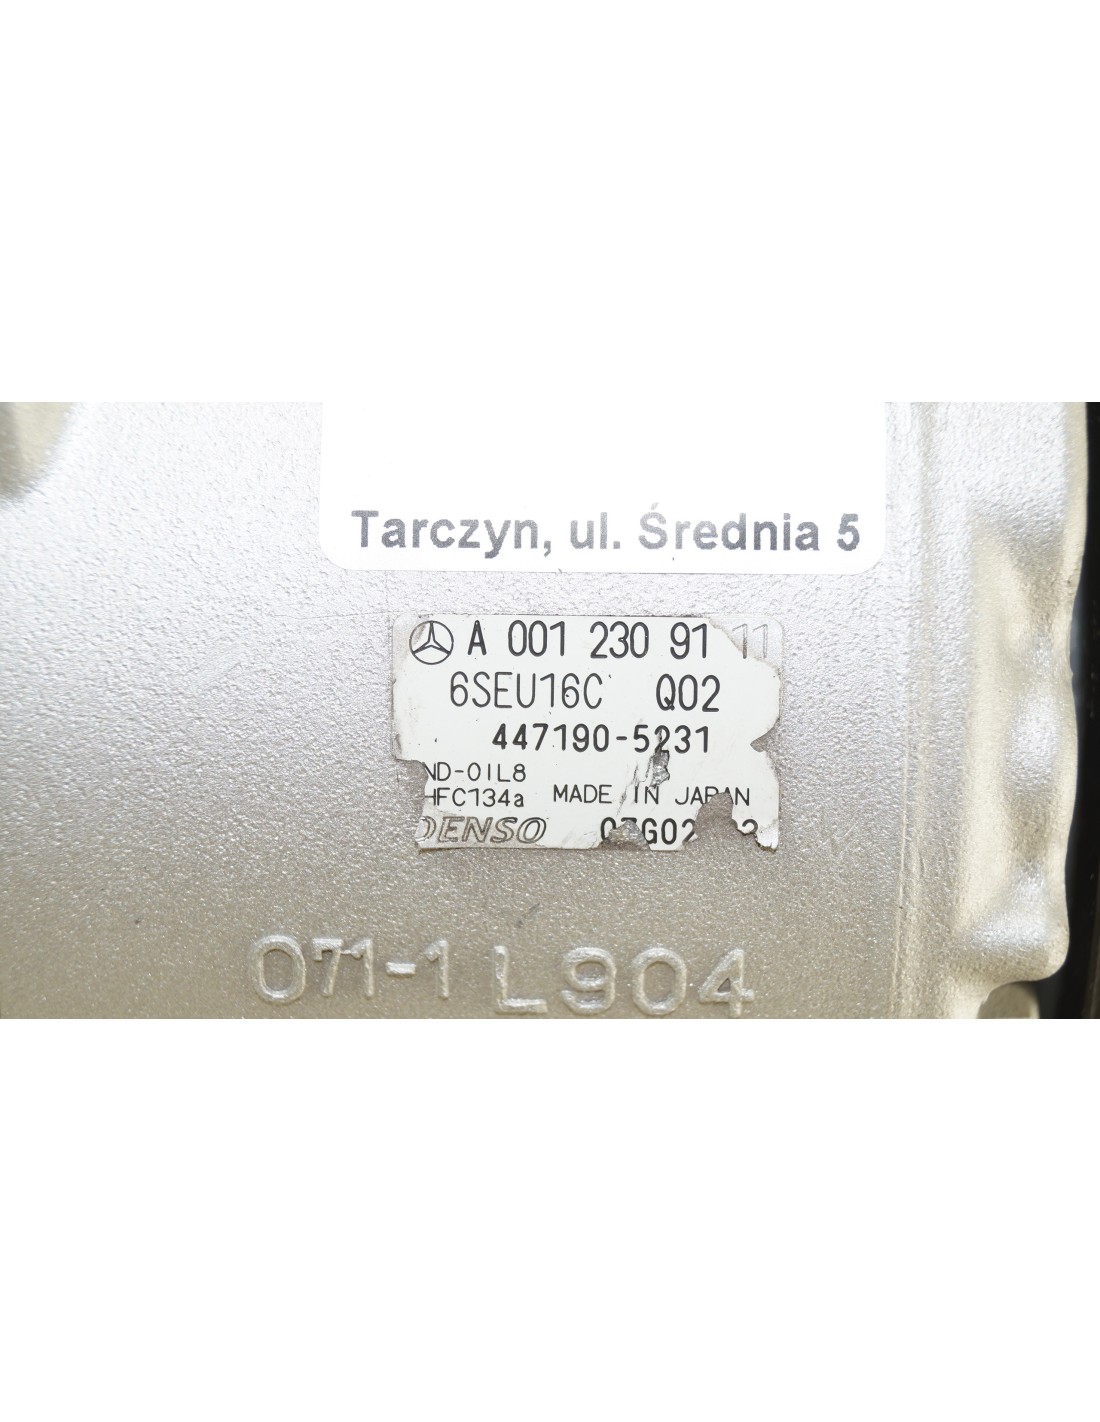 Tarczyn, ul. Średnia 5
A 001 230 91 11
6SEU16C Q02
447190-5231
ND-OIL8
HFC134a MADE IN JAPAN
DENSO
071-1 L904